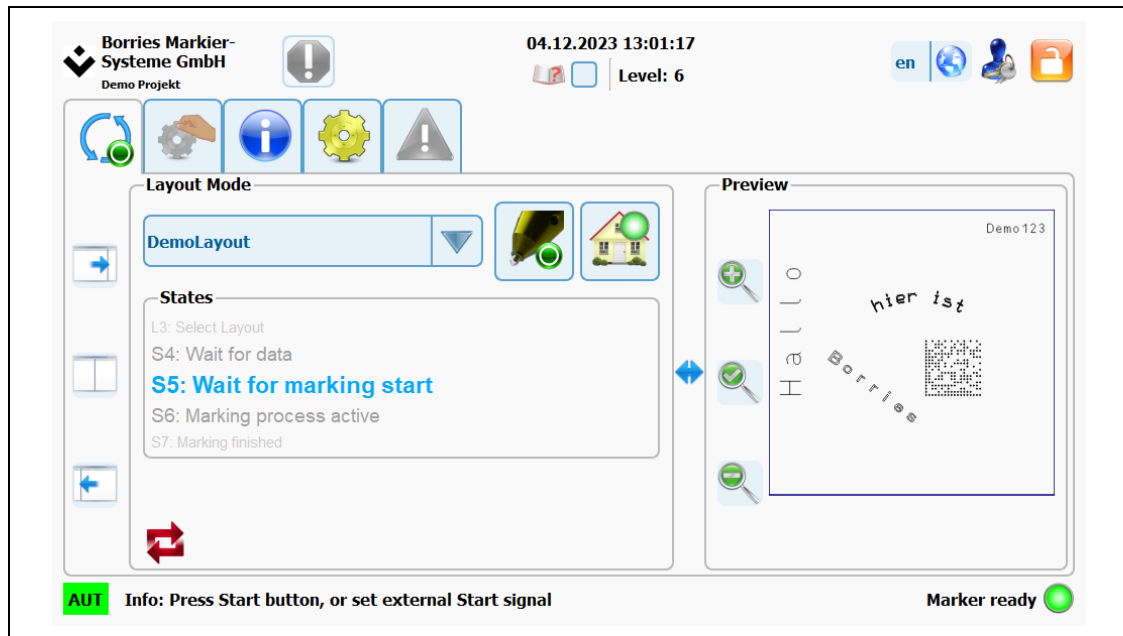 Borries Markier-
Systeme GmbH
Demo Projekt
04.12.2023 13:01:17
Level: 6
en
Layout Mode
DemoLayout
States
L3: Select Layout
S4: Wait for data
S5: Wait for marking start
S6: Marking process active
S7: Marking finished
Preview
Demo123
Hallo
hier ist
Borries
AUT
Info: Press Start button, or set external Start signal
Marker ready